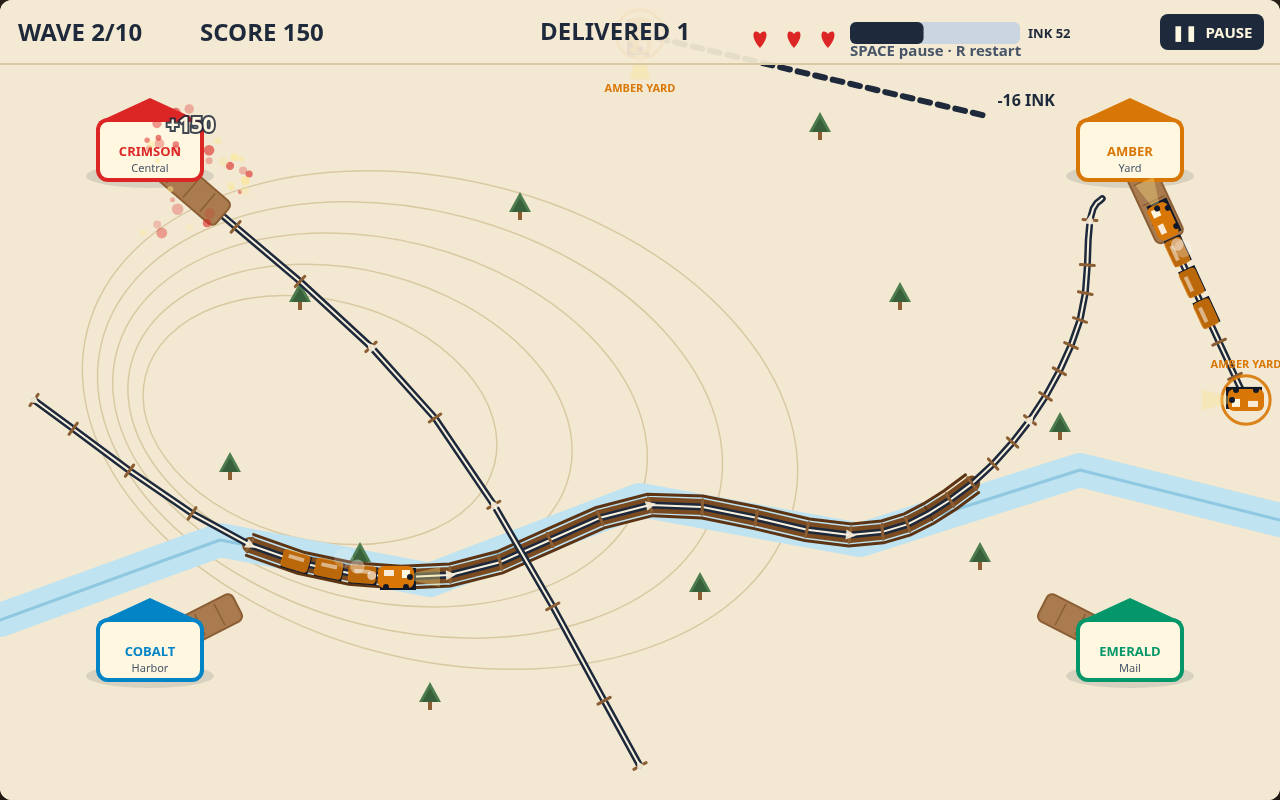 WAVE 2/10
SCORE 150
DELIVERED 1
INK 52
SPACE pause · R restart
PAUSE
AMBER YARD
-16 INK
+150
CRIMSON
Central
AMBER
Yard
AMBER YARD
COBALT
Harbor
EMERALD
Mail